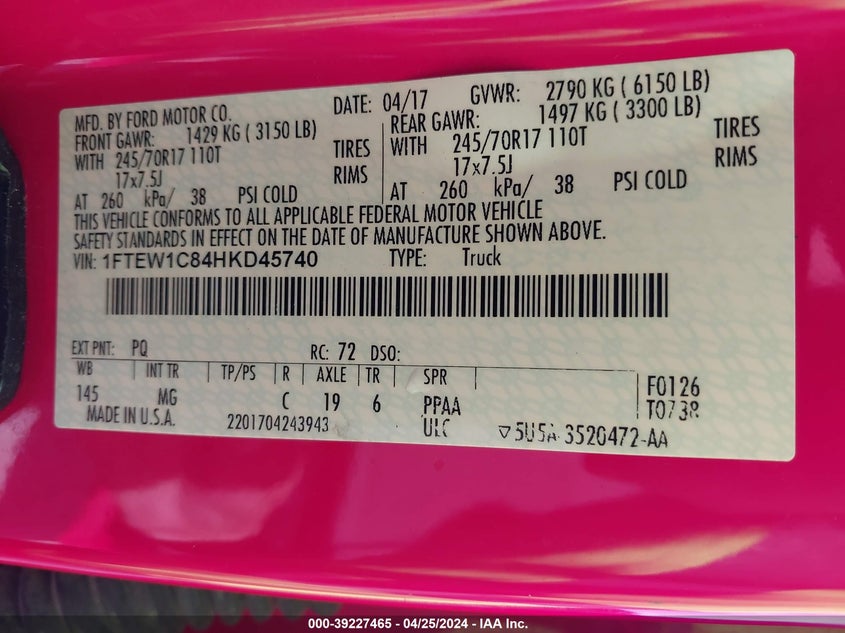 MFD. BY FORD MOTOR CO. DATE: 04/17 GVWR: 2790 KG ( 6150 LB)
FRONT GAWR: 1429 KG ( 3150 LB) REAR GAWR: 1497 KG ( 3300 LB)
WITH 245/70R17 110T TIRES WITH 245/70R17 110T TIRES
17x7.5J RIMS 17x7.5J RIMS
AT 260 kPa/ 38 PSI COLD AT 260 kPa/ 38 PSI COLD
THIS VEHICLE CONFORMS TO ALL APPLICABLE FEDERAL MOTOR VEHICLE
SAFETY STANDARDS IN EFFECT ON THE DATE OF MANUFACTURE SHOWN ABOVE.
VIN: 1FTEW1C84HKD45740 TYPE: Truck
EXT PNT: PQ RC: 72 DSO:
WB INT TR TP/PS R AXLE TR SPR
145 MG C 19 6 PPAA F0126
MADE IN U.S.A. 2201704243943 ULC ▽5U5A-3520472-AA T0738
000-39227465 - 04/25/2024 - IAA Inc.